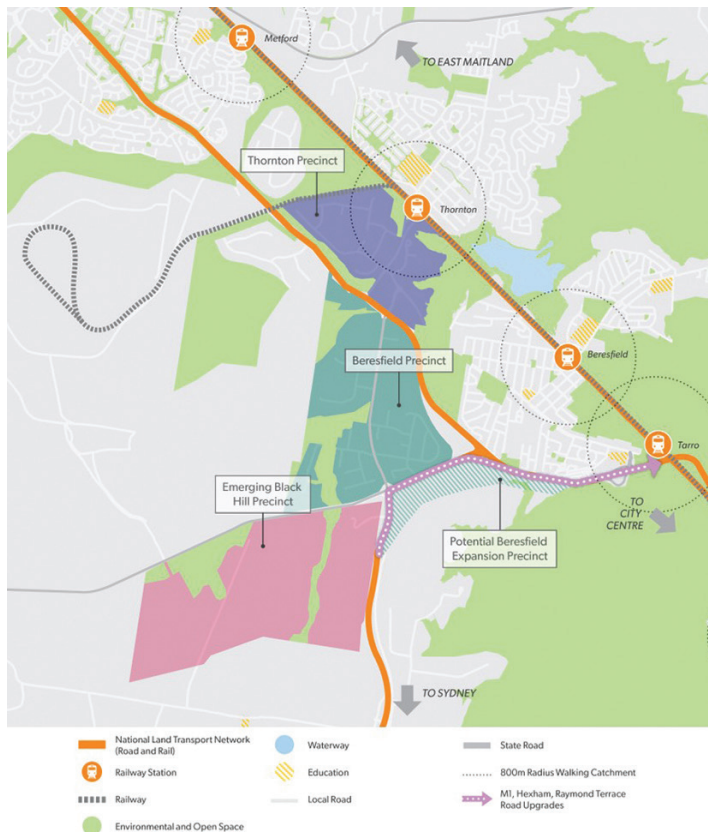 Metford
TO EAST MAITLAND
Thornton Precinct
Thornton
Beresfield Precinct
Beresfield
Tarro
Emerging Black
Hill Precinct
TO
CITY
CENTRE
Potential Beresfield
Expansion Precinct
TO SYDNEY
National Land Transport Network
(Road and Rail)
Waterway
State Road
Railway Station
Education
800m Radius Walking Catchment
Railway
Local Road
M1, Hexham, Raymond Terrace
Road Upgrades
Environmental and Open Space